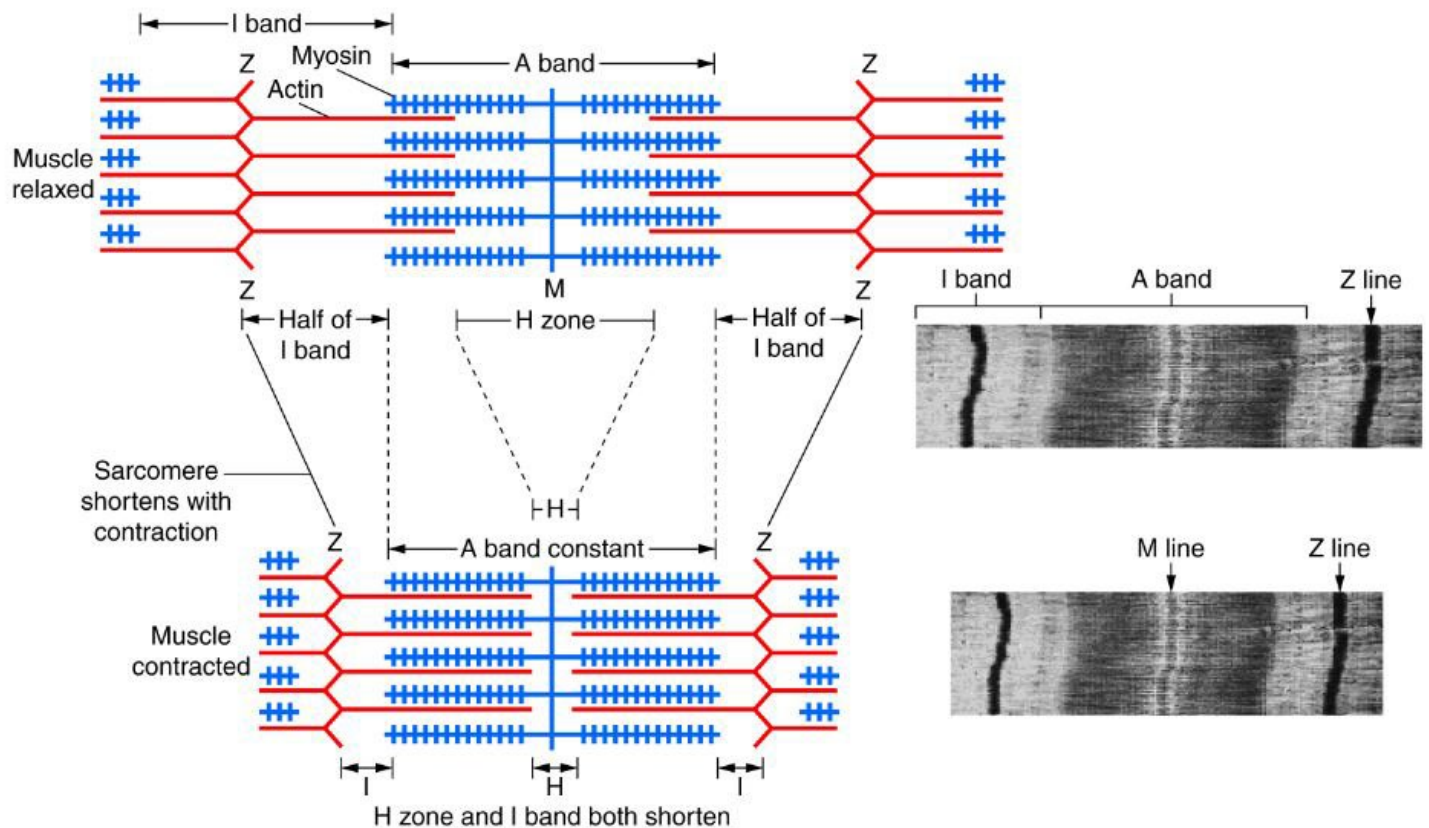 I band
Myosin
A band
Z
Z
Actin
Muscle
relaxed
Z
M
Z
Half of
I band
H zone
Half of
I band
I band
A band
Z line
Sarcomere
shortens with
contraction
H
Z
A band constant
Z
M line
Z line
Muscle
contracted
I
H
I
H zone and I band both shorten